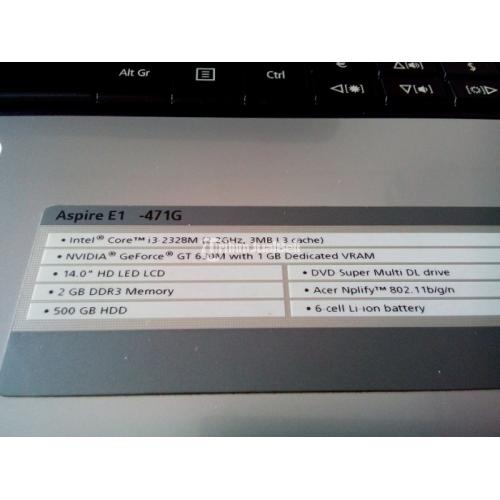 Alt Gr
Ctrl
€
$
Aspire E1 -471G
• Intel® Core™ i3-2328M (2.2GHz, 3MB L3 cache)
• NVIDIA® GeForce® GT 630M with 1 GB Dedicated VRAM
• 14.0" HD LED LCD
• DVD Super Multi DL drive
• 2 GB DDR3 Memory
• Acer Nplify™ 802.11b/g/n
• 500 GB HDD
• 6-cell Li-ion battery